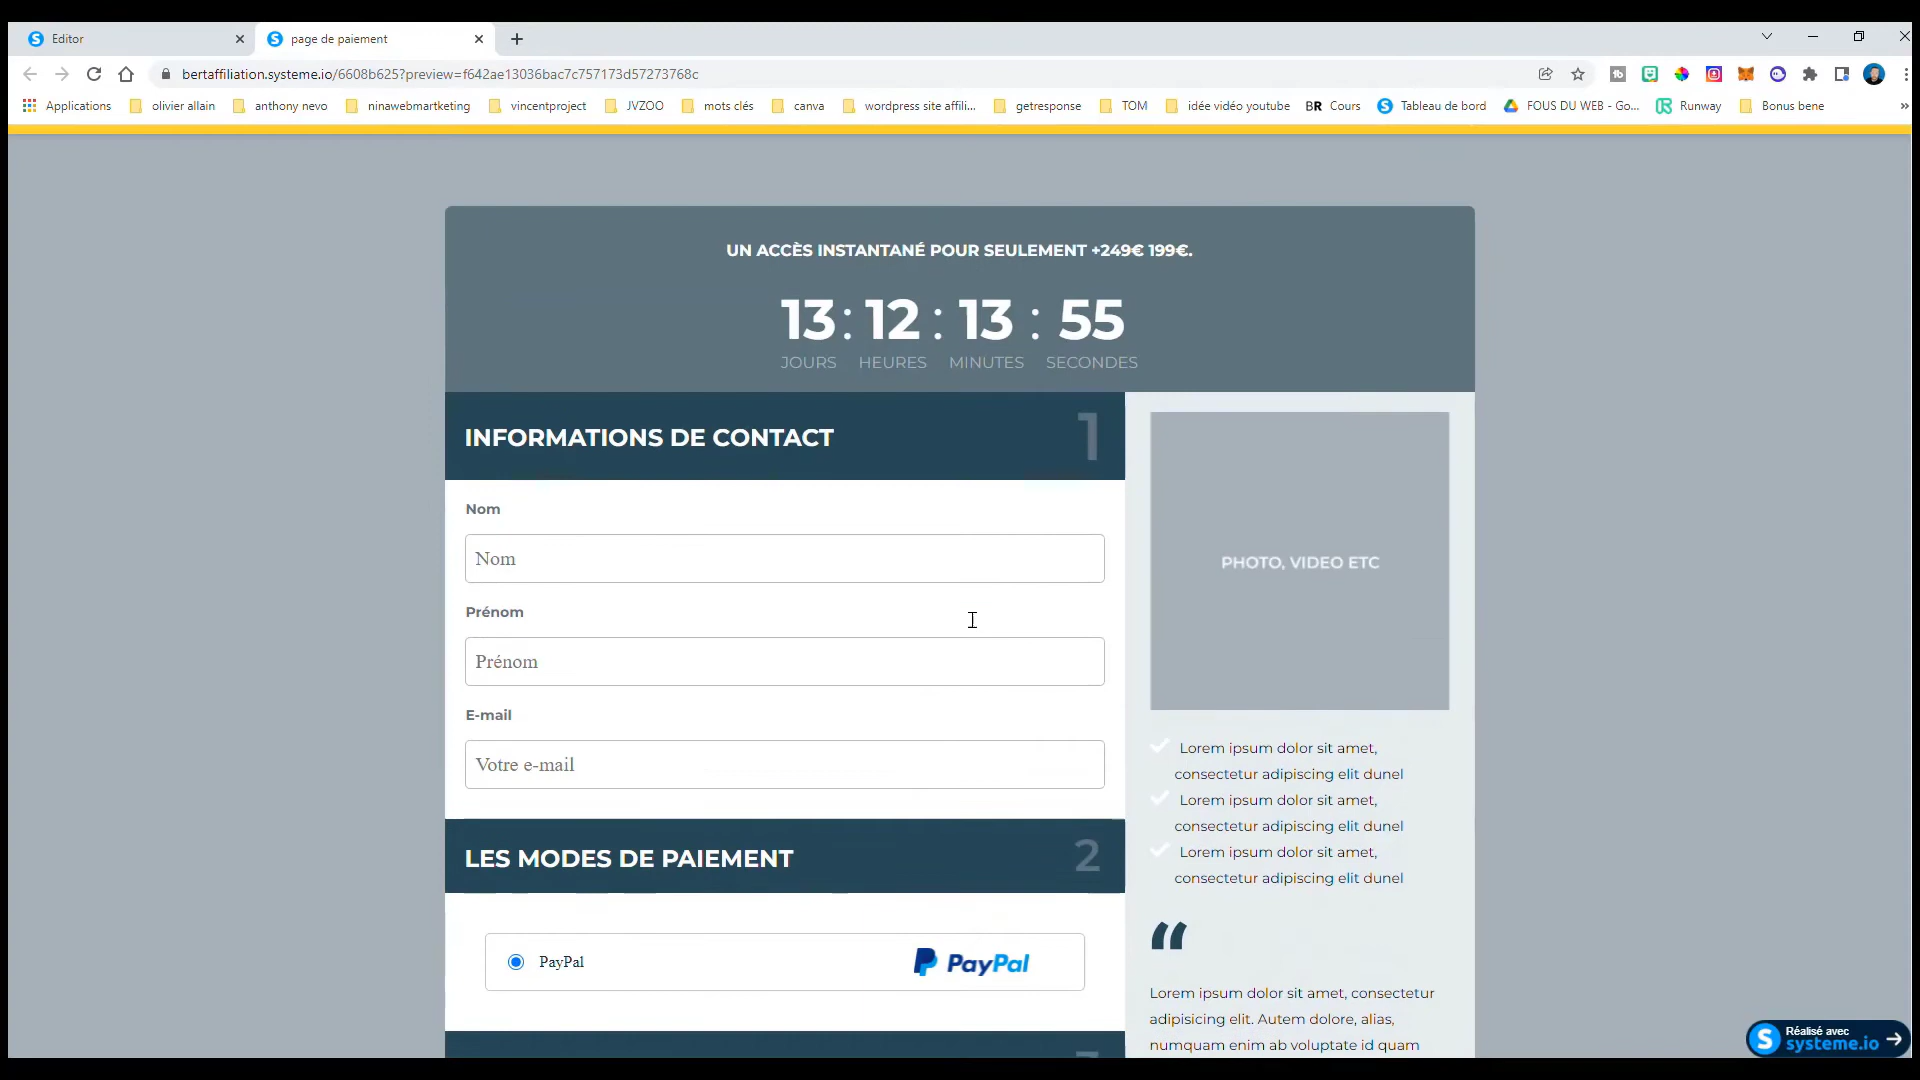 Editor
page de paiement
bertaffiliation.systeme.io/6608b625?preview=f642ae13036bac7c757173d57273768c
Applications olivier allain anthony nevo ninawebmartketing vincentproject JVZOO mots clés canva wordpress site affili... getresponse TOM idée vidéo youtube BR Cours Tableau de bord FOUS DU WEB - Go... Runway Bonus bene »
UN ACCÈS INSTANTANÉ POUR SEULEMENT +249€ 199€.
13 : 12 : 13 : 55
JOURS HEURES MINUTES SECONDES
INFORMATIONS DE CONTACT 1
Nom
Nom
Prénom
Prénom
E-mail
Votre e-mail
LES MODES DE PAIEMENT 2
PayPal PayPal
PHOTO, VIDEO ETC
Lorem ipsum dolor sit amet,
consectetur adipiscing elit dunel
Lorem ipsum dolor sit amet,
consectetur adipiscing elit dunel
Lorem ipsum dolor sit amet,
consectetur adipiscing elit dunel
“
Lorem ipsum dolor sit amet, consectetur
adipisicing elit. Autem dolore, alias,
numquam enim ab voluptate id quam
Réalisé avec
systeme.io